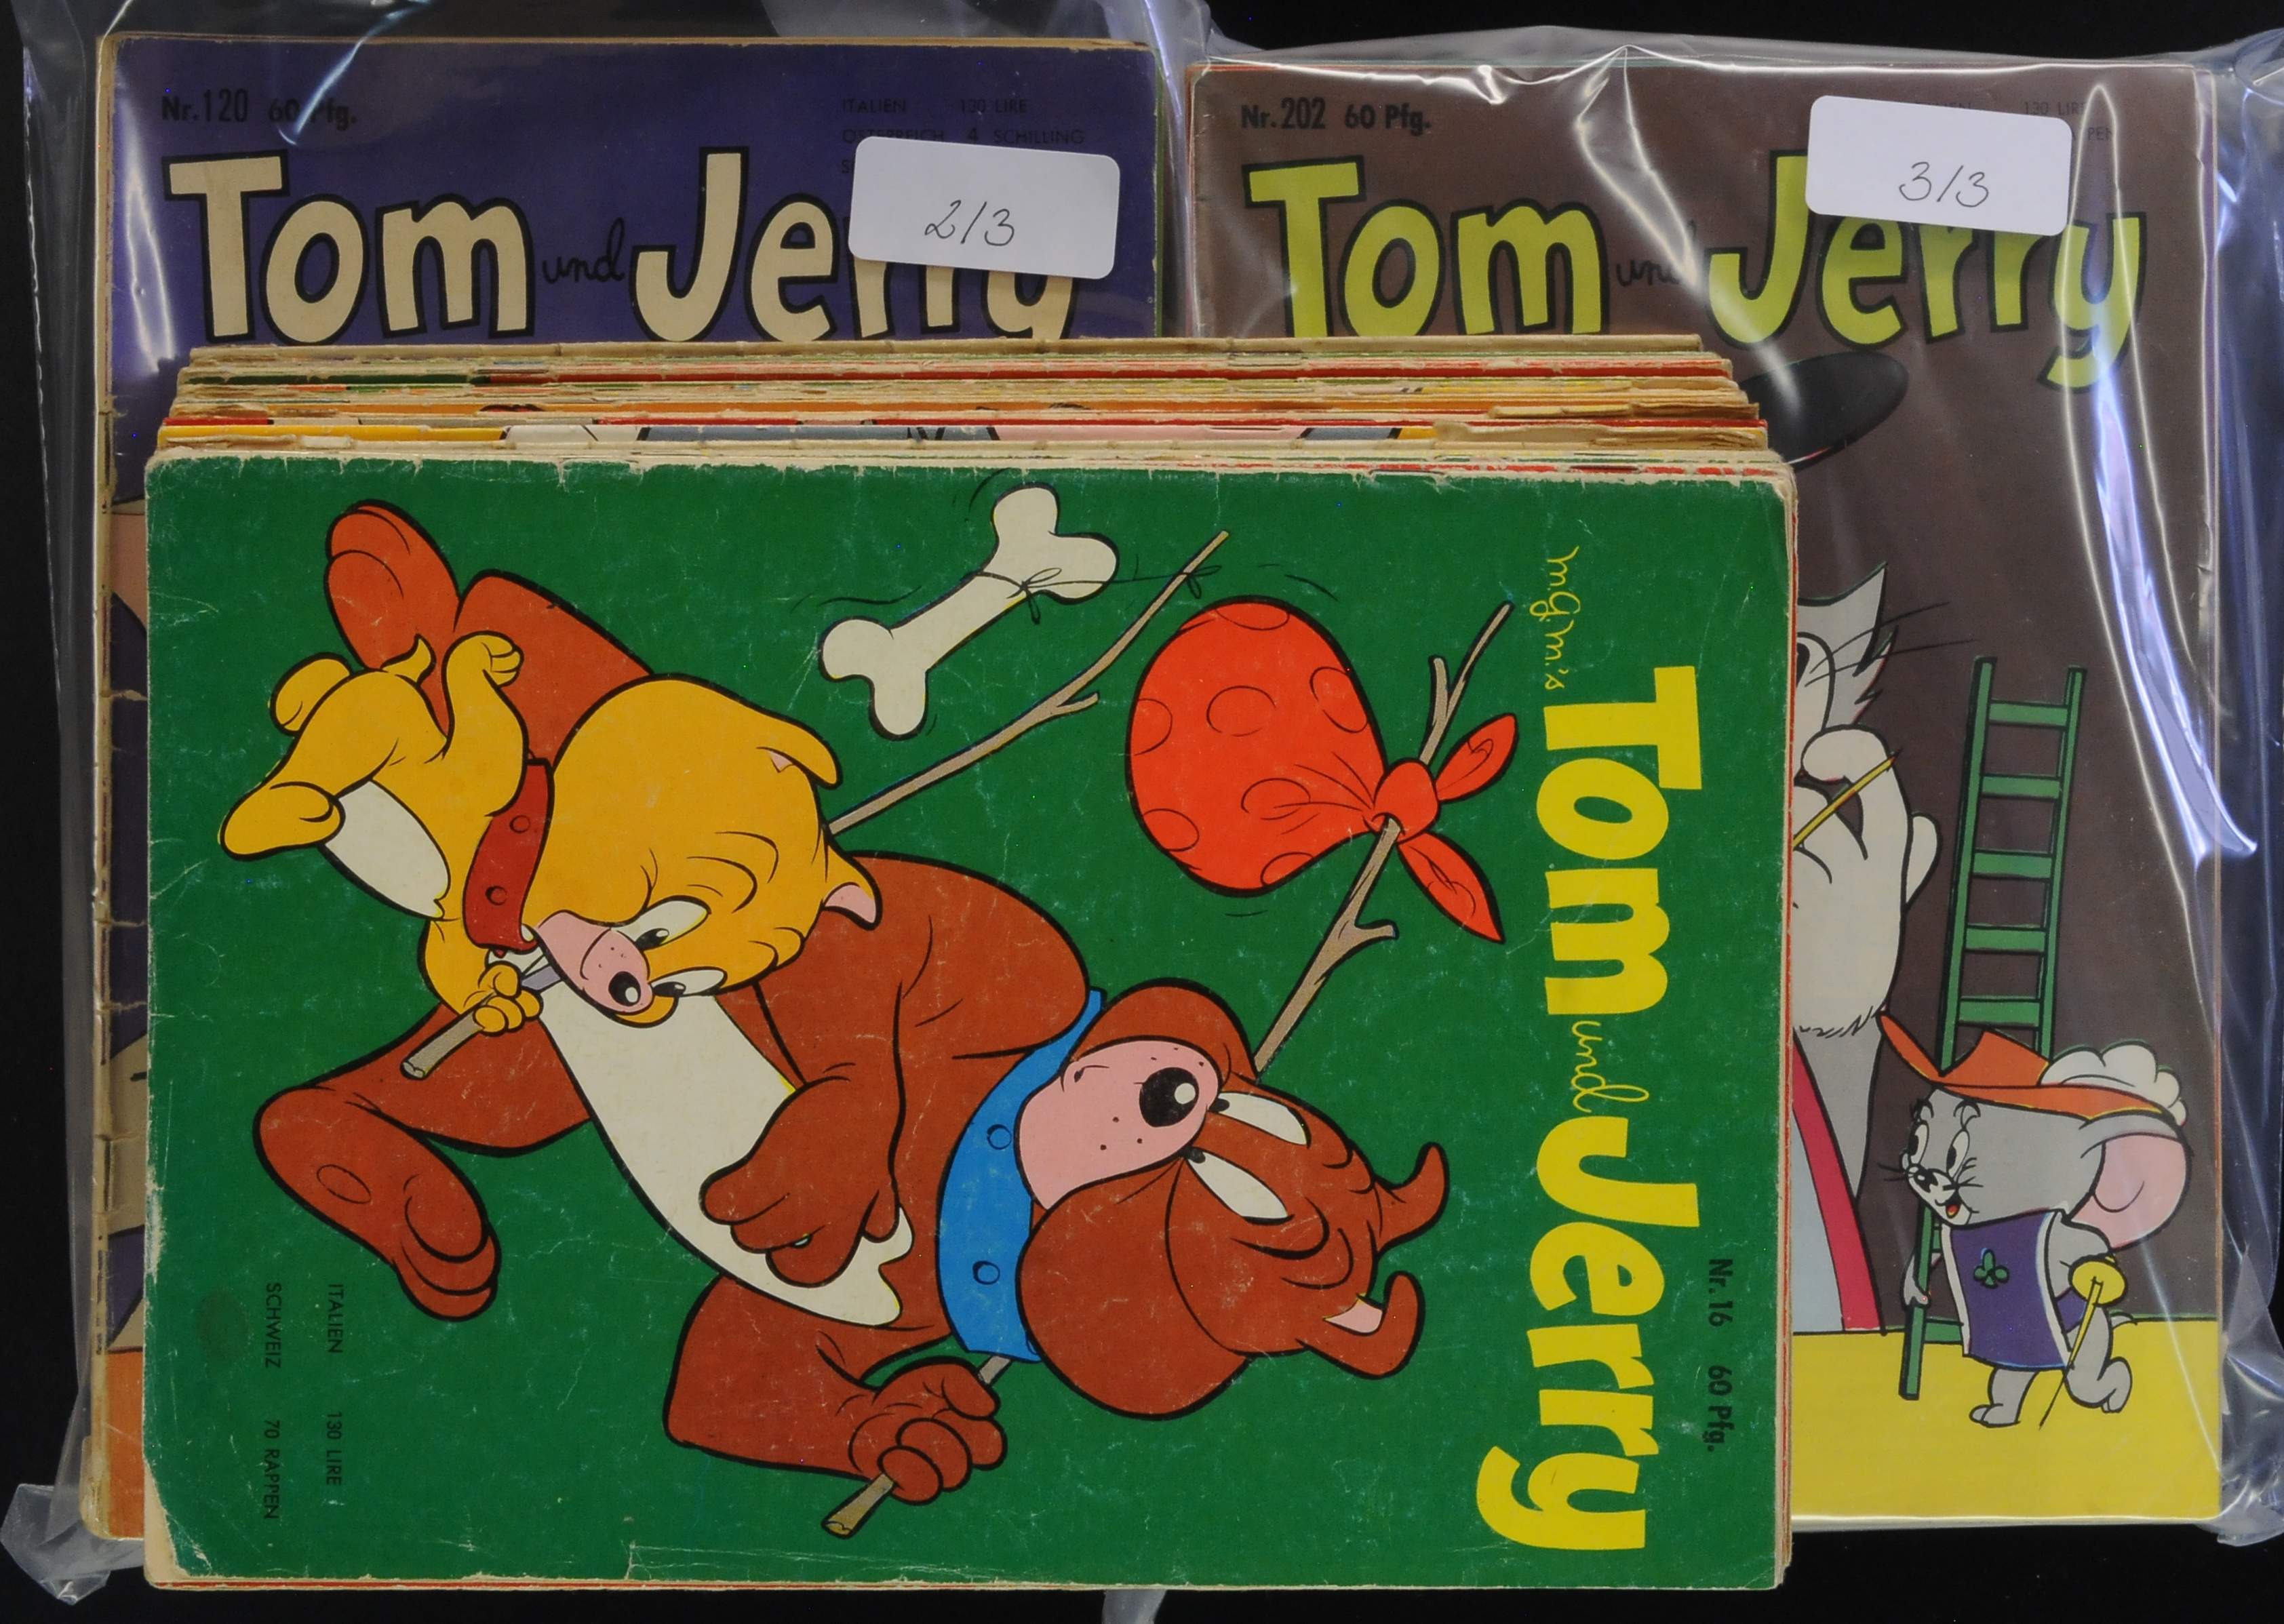 Nr. 120 60 Pfg.
ITALIEN 130 LIRE
ÖSTERREICH 4 SCHILLING
Tom und Jerry
2/3
Nr. 202 60 Pfg.
130 LIRE
Tom und Jerry
3/3
M.G.M.'s
Tom und Jerry
Nr. 16 60 Pfg.
ITALIEN 130 LIRE
SCHWEIZ 70 RAPPEN